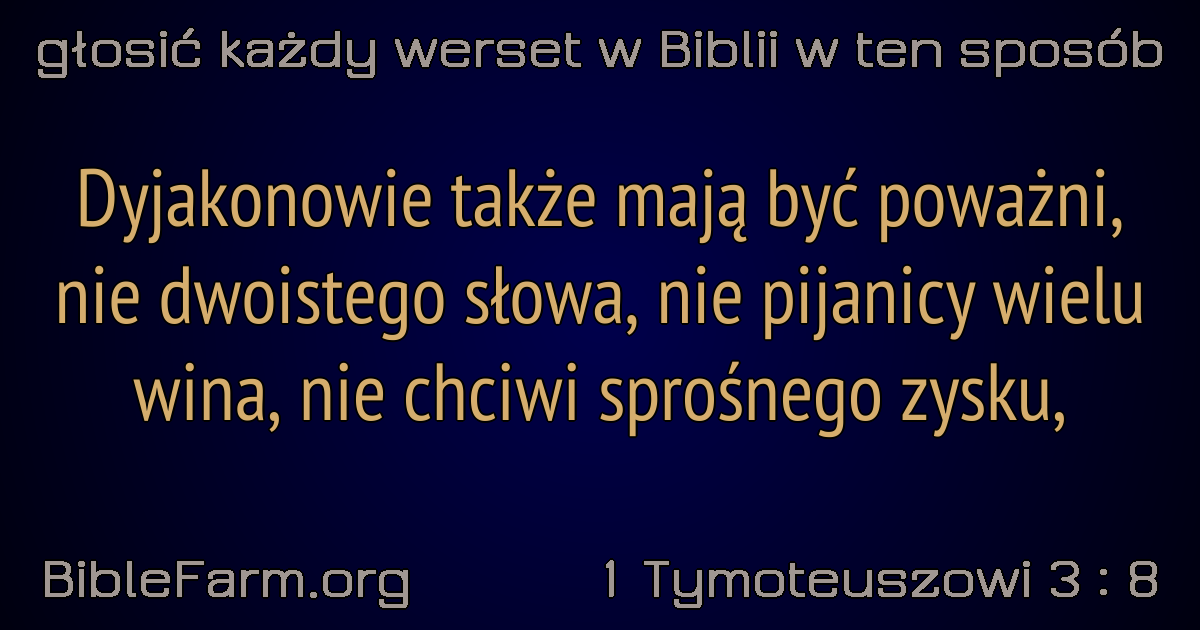 głosić każdy werset w Biblii w ten sposób
Dyjakonowie także mają być poważni,
nie dwoistego słowa, nie pijanicy wielu
wina, nie chciwi sprośnego zysku,
BibleFarm.org
1 Tymoteuszowi 3 : 8